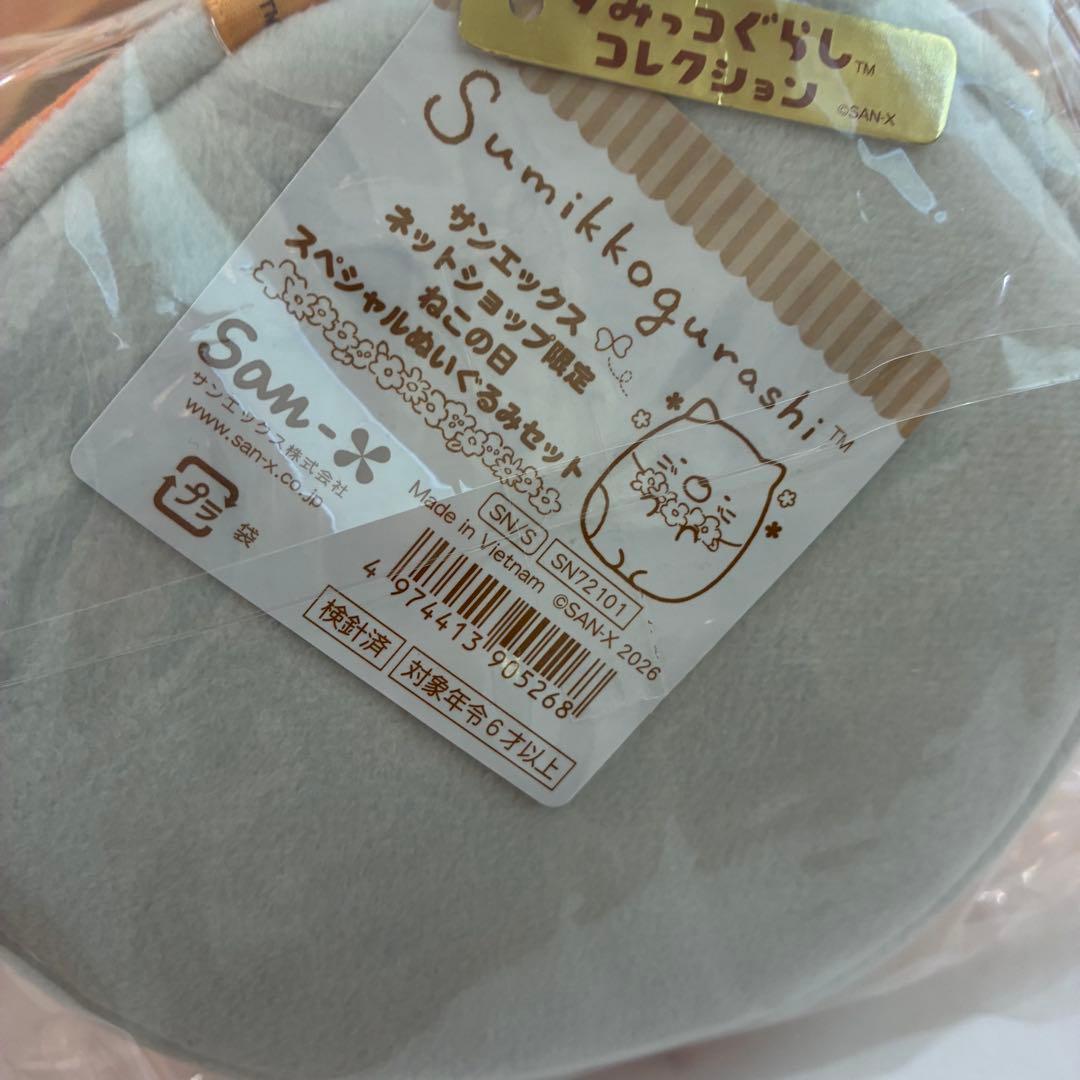 TM
すみっコぐらし™
コレクション
©SAN-X
Sumikkogurashi™
サンエックス
ネットショップ限定
ねこの日
スペシャルぬいぐるみセット
San-X
サンエックス株式会社
www.san-x.co.jp
プラ
袋
SN/S
SN72101
Made in Vietnam ©SAN-X 2026
4 974413 905268
検針済
対象年令6才以上